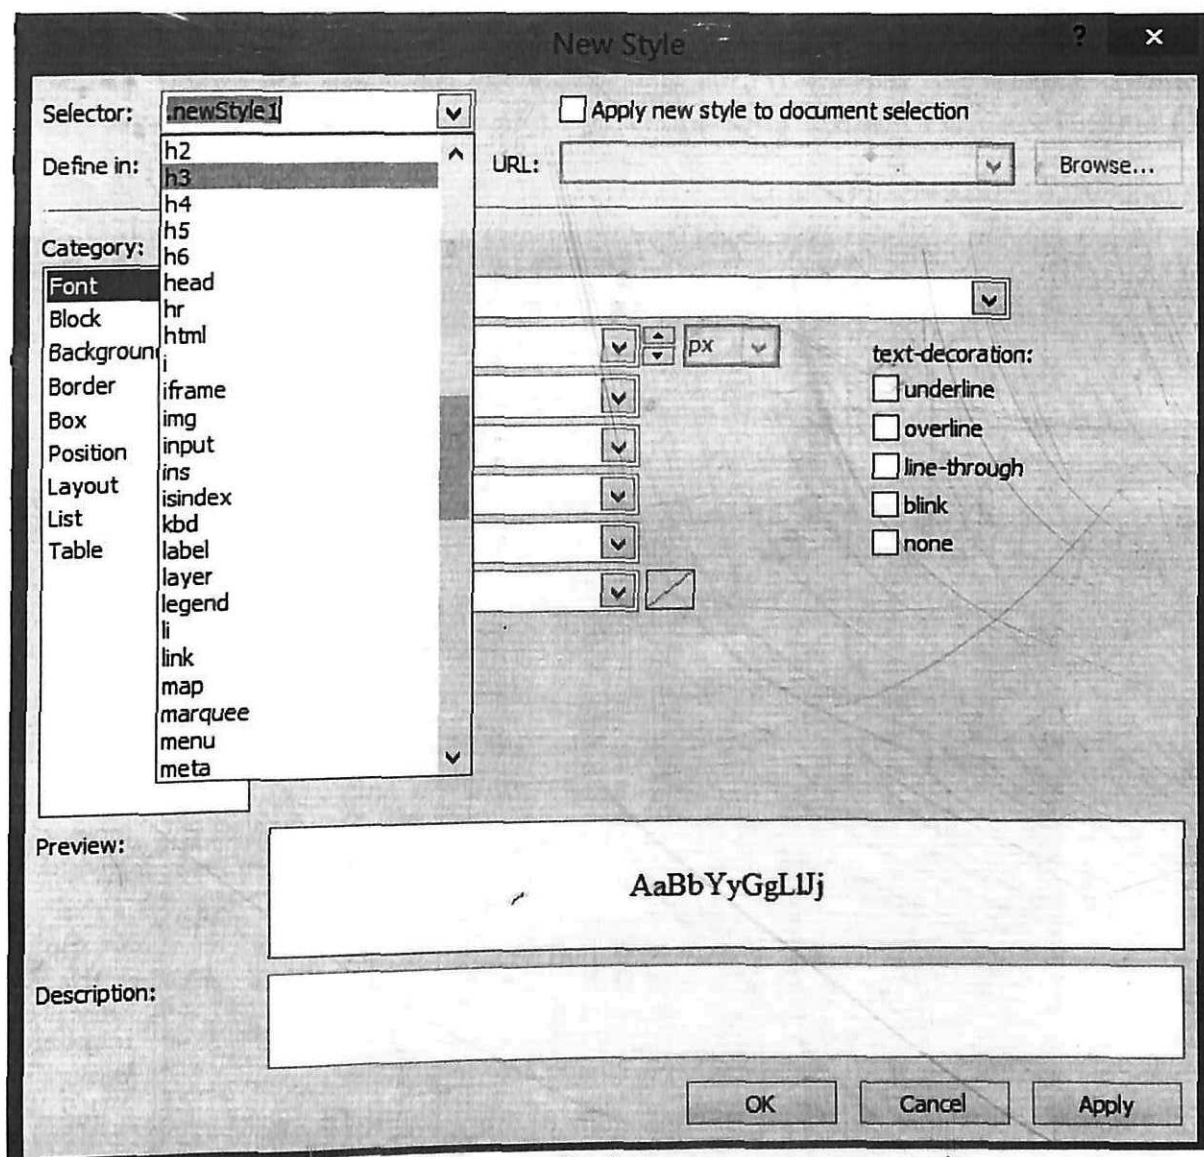 New Style
? ×
Selector: .newStyle1
Apply new style to document selection
Define in:
URL:
Browse...
h2
h3
h4
h5
h6
head
hr
html
i
iframe
img
input
ins
isindex
kbd
label
layer
legend
li
link
map
marquee
menu
meta
Category:
Font
Block
Background
Border
Box
Position
Layout
List
Table
px
text-decoration:
underline
overline
line-through
blink
none
Preview:
AaBbYyGgLlJj
Description:
OK Cancel Apply